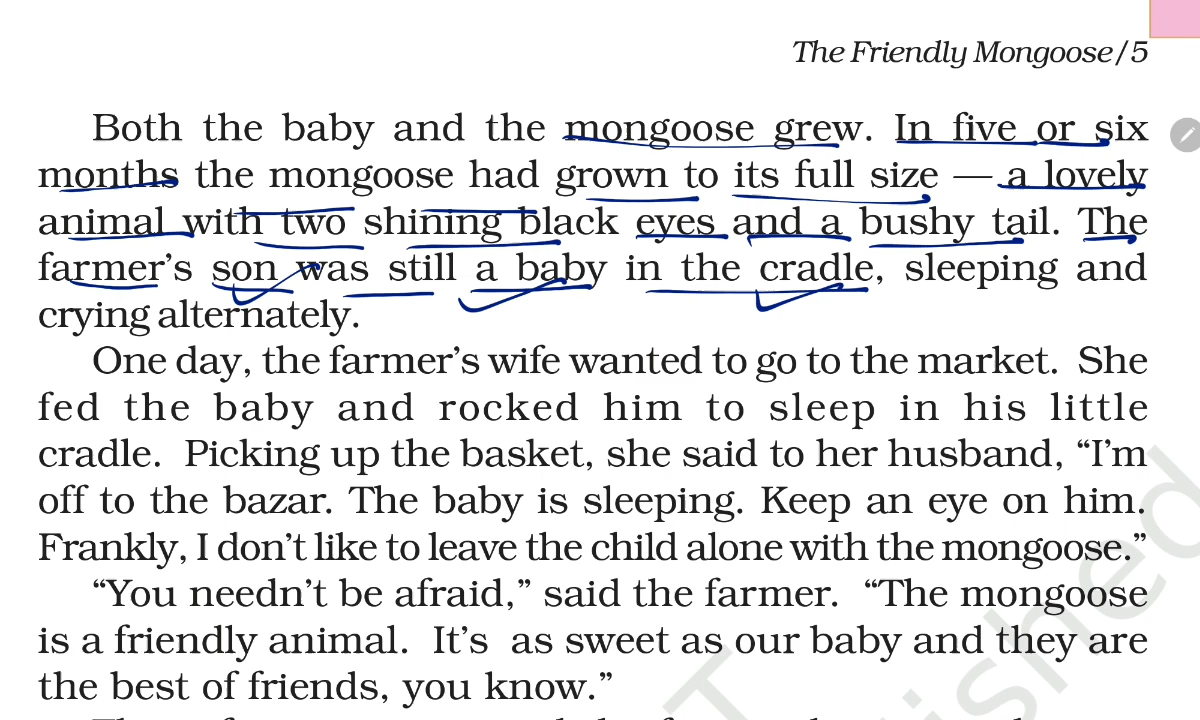 The Friendly Mongoose/5
Both the baby and the mongoose grew. In five or six
months the mongoose had grown to its full size — a lovely
animal with two shining black eyes and a bushy tail. The
farmer's son was still a baby in the cradle, sleeping and
crying alternately.
One day, the farmer's wife wanted to go to the market. She
fed the baby and rocked him to sleep in his little
cradle. Picking up the basket, she said to her husband, “I'm
off to the bazar. The baby is sleeping. Keep an eye on him.
Frankly, I don't like to leave the child alone with the mongoose.”
“You needn't be afraid,” said the farmer. “The mongoose
is a friendly animal. It's as sweet as our baby and they are
the best of friends, you know.”